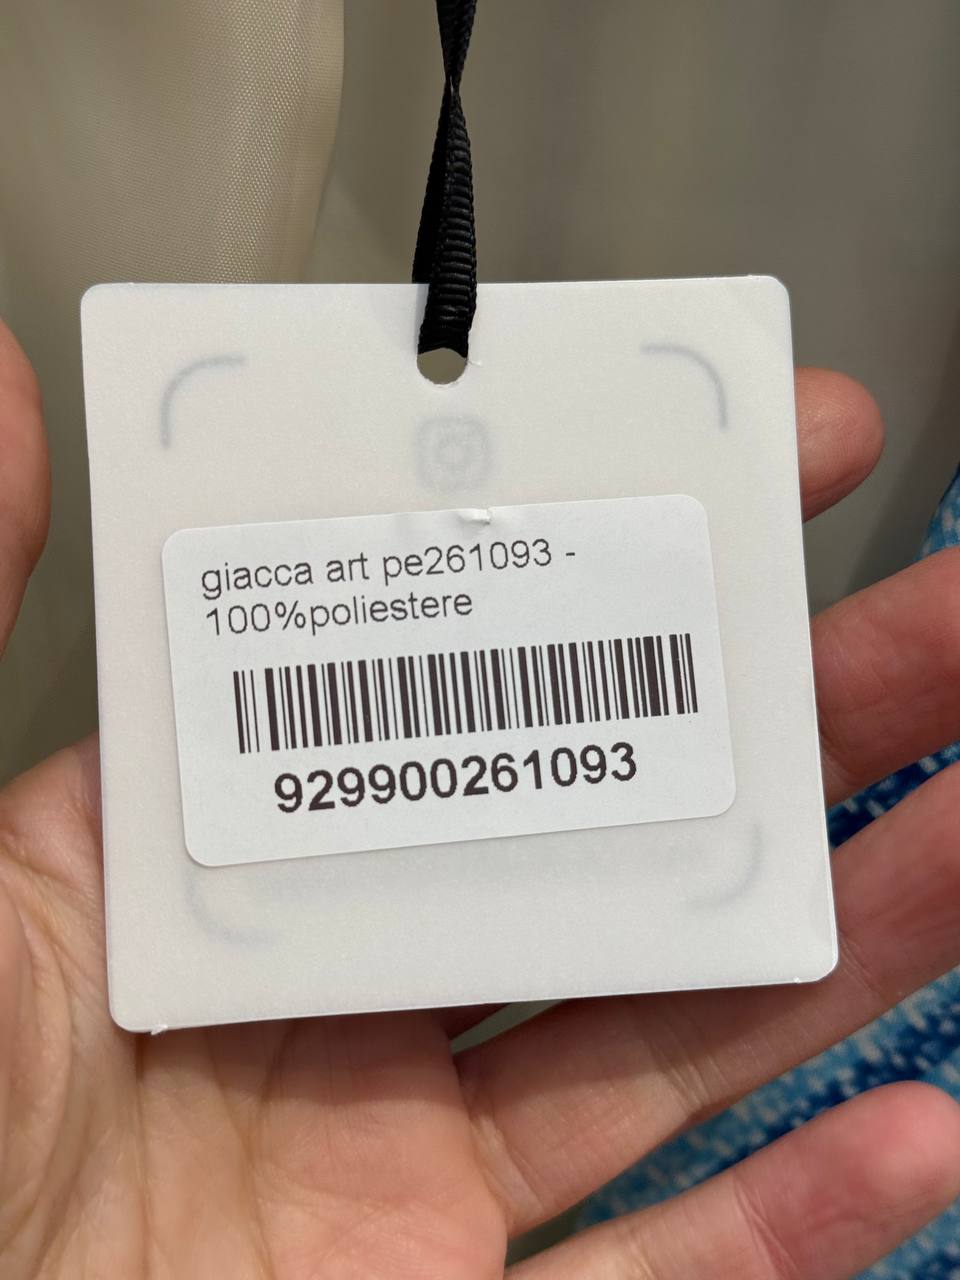 giacca art pe261093 -
100%poliestere
929900261093